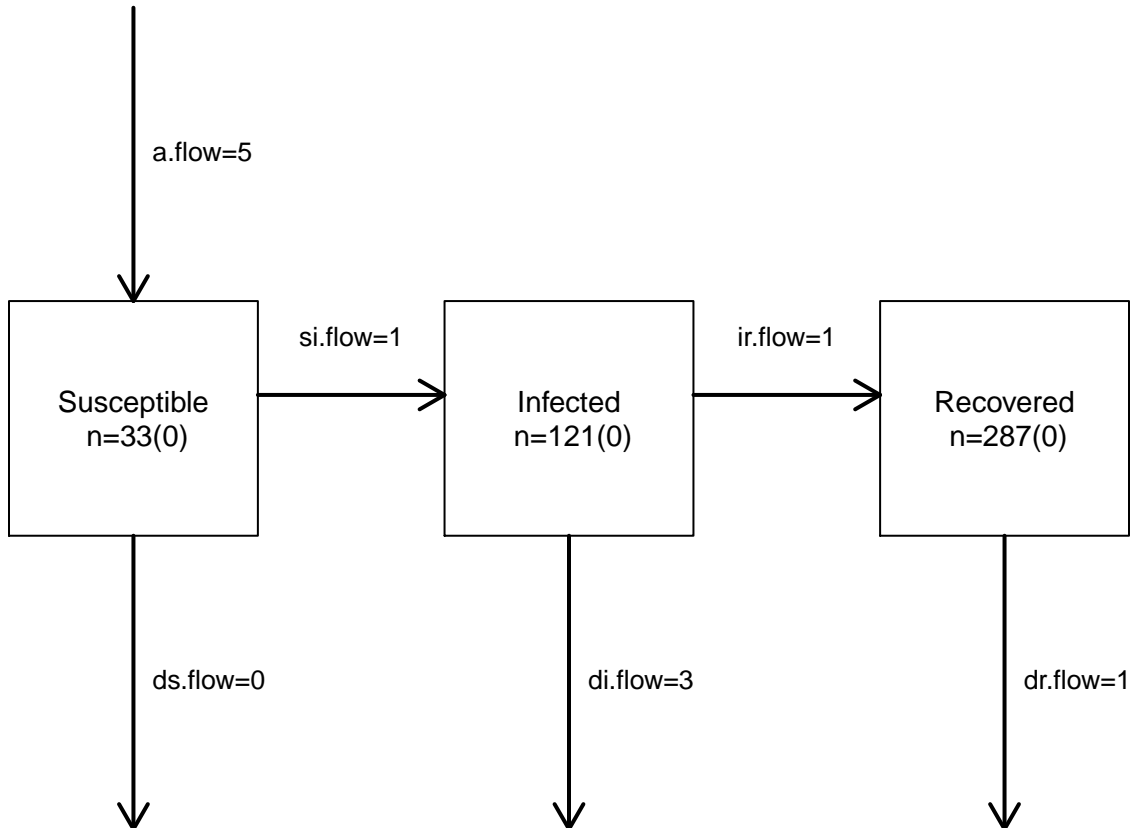 a.flow=5
si.flow=1
ir.flow=1
Susceptible
n=33(0)
Infected
n=121(0)
Recovered
n=287(0)
ds.flow=0
di.flow=3
dr.flow=1